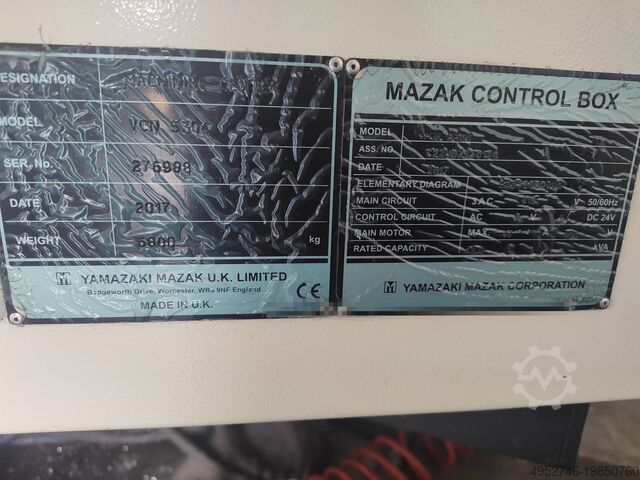 DESIGNATION
MODEL VCN 530C
SER. No. 276988
DATE 2017
WEIGHT 6800 kg
YAMAZAKI MAZAK U.K. LIMITED
Badgeworth Drive, Worcester, WR4 9NF England
MADE IN U.K.
CE
MAZAK CONTROL BOX
MODEL
ASS. NO.
DATE
ELEMENTARY DIAGRAM
MAIN CIRCUIT 3 AC V 50/60Hz
CONTROL CIRCUIT AC V DC 24V
MAIN MOTOR MAX A
RATED CAPACITY kVA
YAMAZAKI MAZAK CORPORATION
4952746-19850760